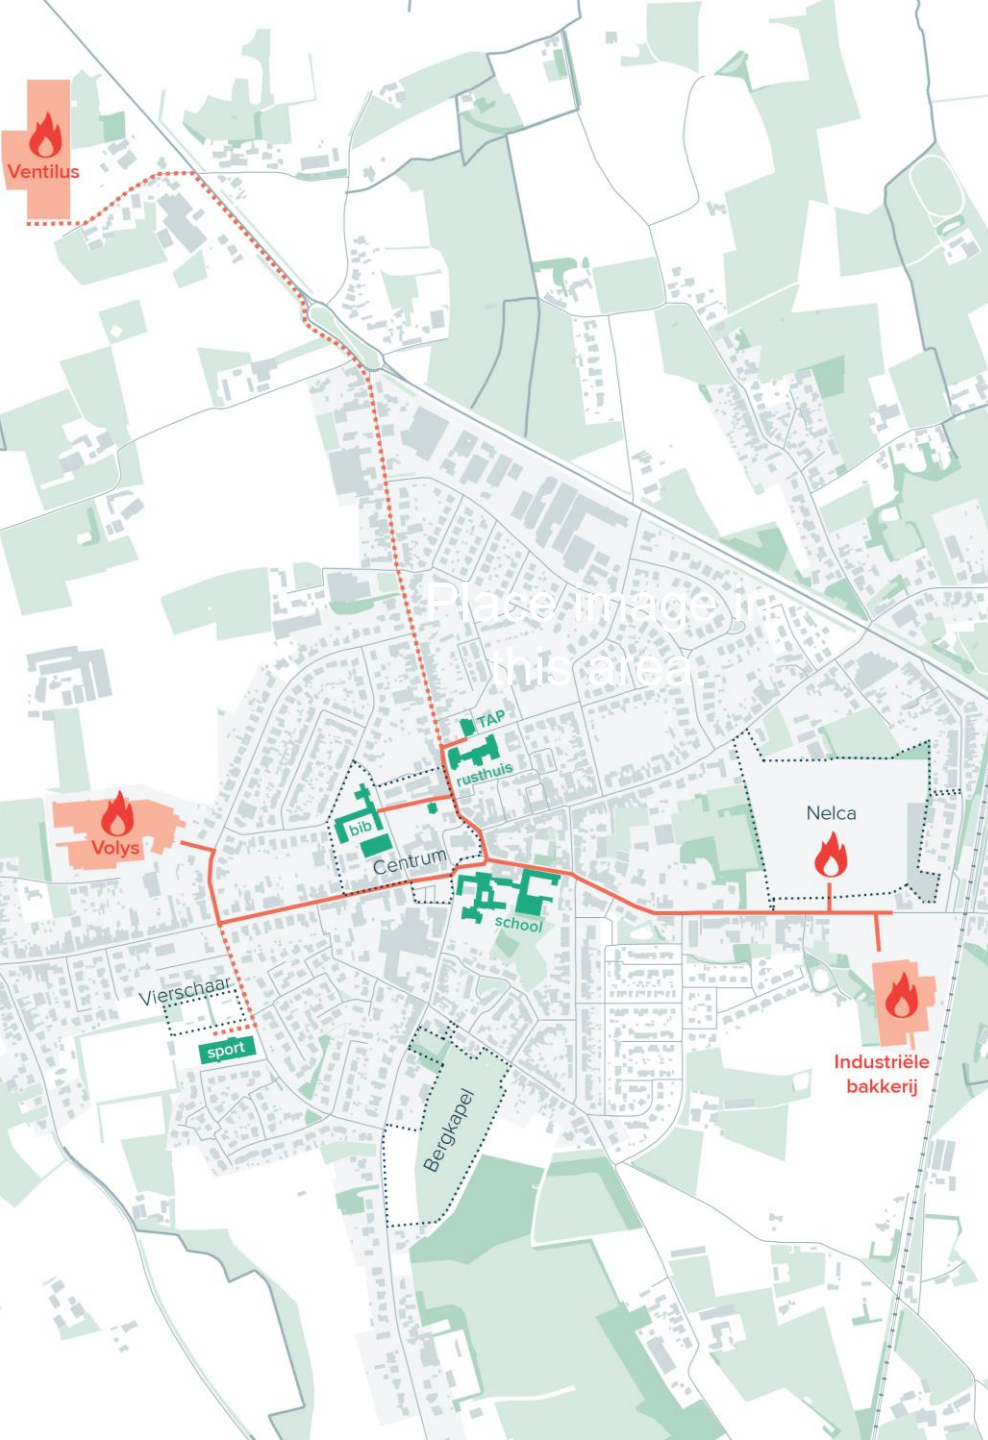 Ventilus
Place image in
this area
TAP
rusthuis
bib
Centrum
Volys
Nelca
school
Vierschaar
sport
Industriële
bakkerij
Bergkapel